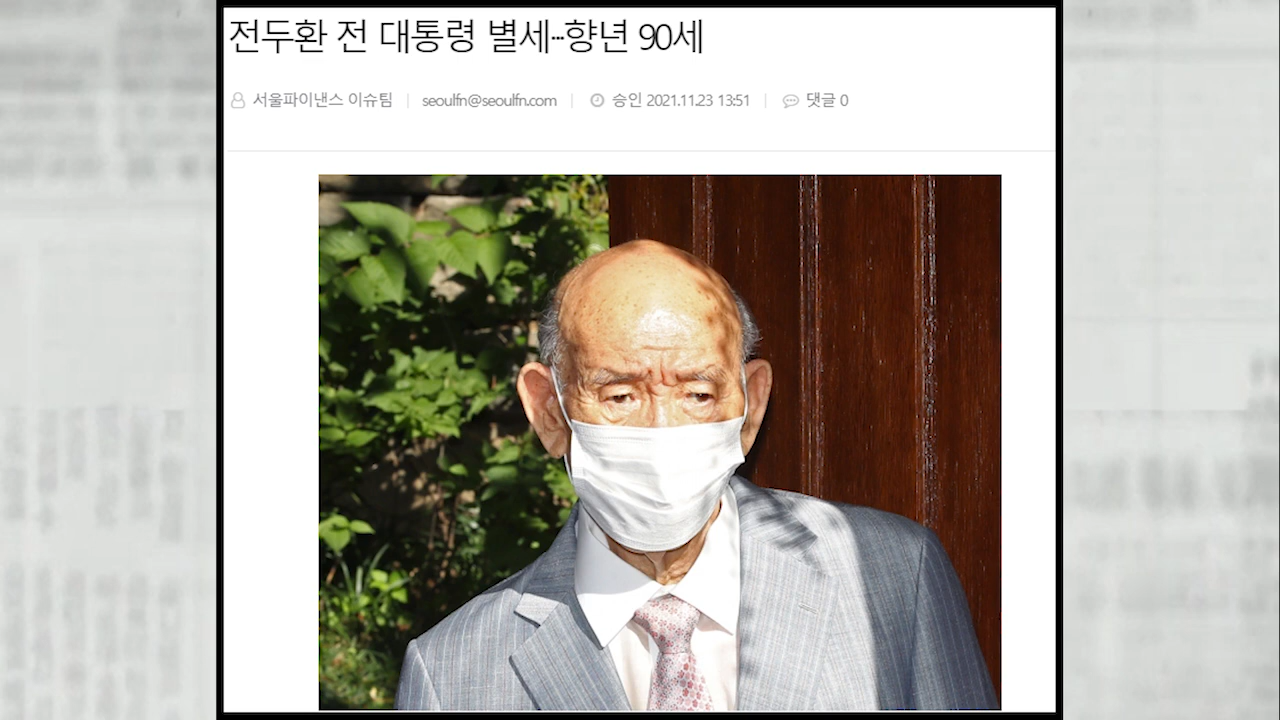 전두환 전 대통령 별세···향년 90세
서울파이낸스 이슈팀 | seoulfn@seoulfn.com | 승인 2021.11.23 13:51 | 댓글 0